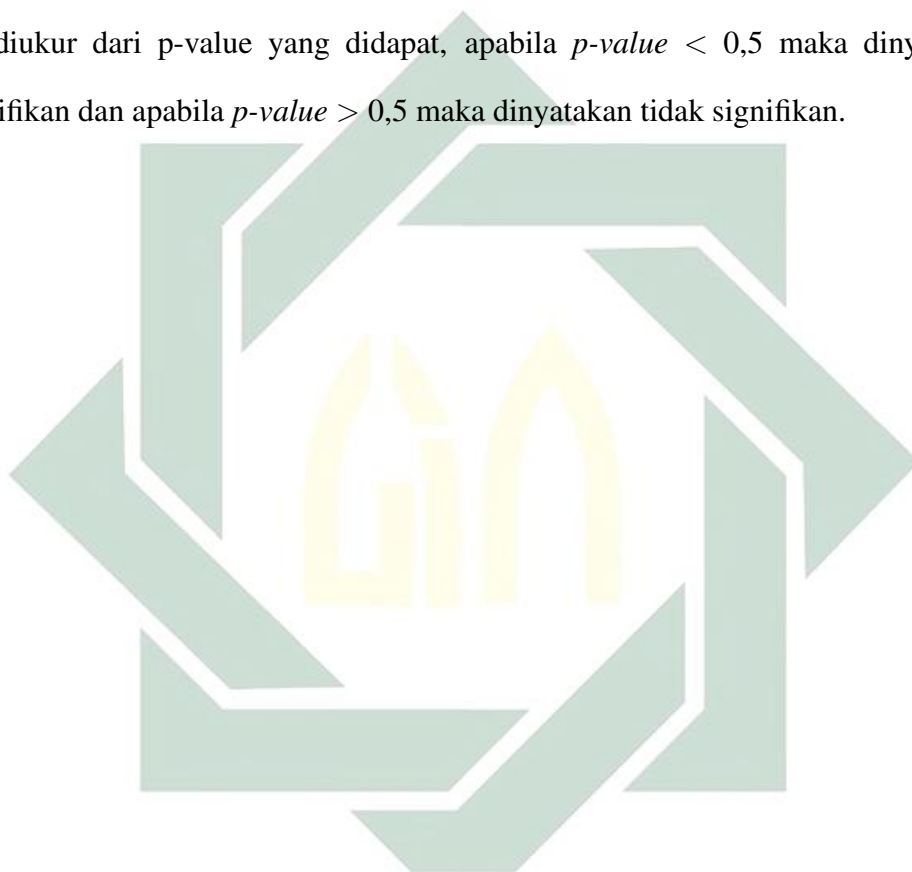 diukur dari p-value yang didapat, apabila p-value < 0,5 maka diny
ifikan dan apabila p-value > 0,5 maka dinyatakan tidak signifikan.